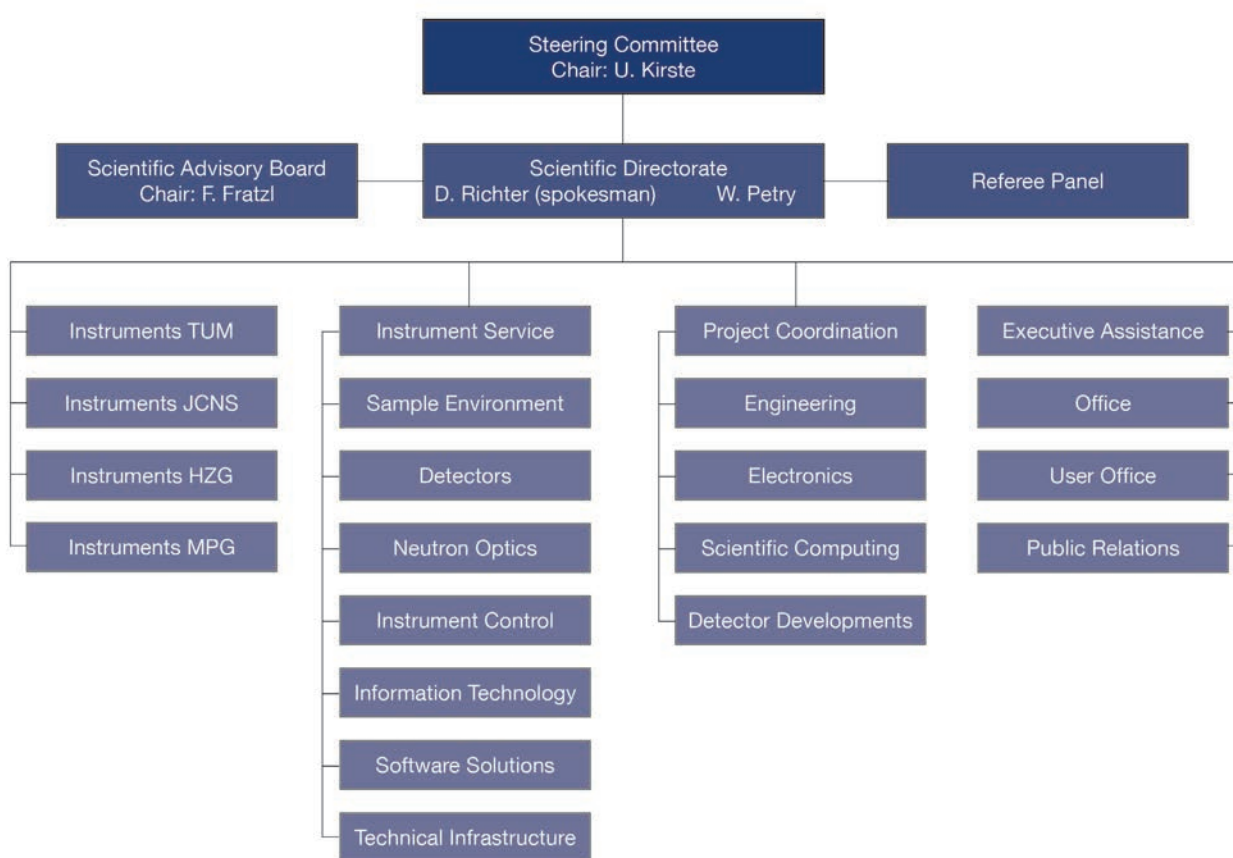 Steering Committee
Chair: U. Kirste
Scientific Advisory Board
Chair: F. Fratzl
Scientific Directorate
D. Richter (spokesman) W. Petry
Referee Panel
Instruments TUM
Instruments JCNS
Instruments HZG
Instruments MPG
Instrument Service
Sample Environment
Detectors
Neutron Optics
Instrument Control
Information Technology
Software Solutions
Technical Infrastructure
Project Coordination
Engineering
Electronics
Scientific Computing
Detector Developments
Executive Assistance
Office
User Office
Public Relations